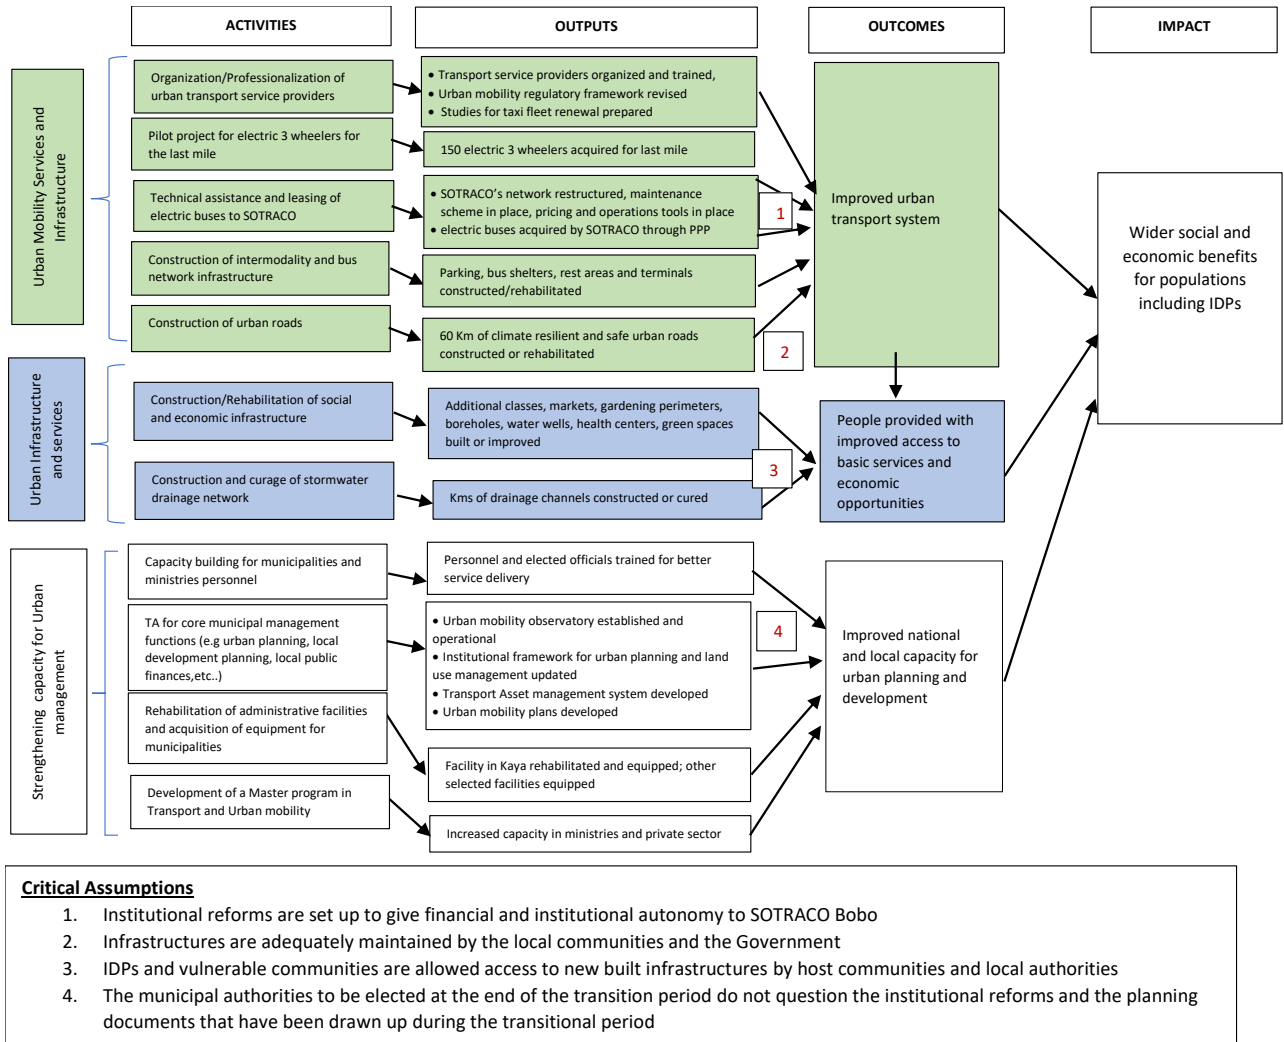 ACTIVITIES
OUTPUTS
OUTCOMES
IMPACT
Urban Mobility Services and
Infrastructure
Organization/Professionalization of
urban transport service providers
Pilot project for electric 3 wheelers for
the last mile
Technical assistance and leasing of
electric buses to SOTRACO
Construction of intermodality and bus
network infrastructure
Construction of urban roads
• Transport service providers organized and trained,
• Urban mobility regulatory framework revised
• Studies for taxi fleet renewal prepared
150 electric 3 wheelers acquired for last mile
• SOTRACO's network restructured, maintenance
scheme in place, pricing and operations tools in place
• electric buses acquired by SOTRACO through PPP
Parking, bus shelters, rest areas and terminals
constructed/rehabilitated
60 Km of climate resilient and safe urban roads
constructed or rehabilitated
1
2
Improved urban
transport system
Wider social and
economic benefits
for populations
including IDPs
Urban Infrastructure
and services
Construction/Rehabilitation of social
and economic infrastructure
Construction and curage of stormwater
drainage network
Additional classes, markets, gardening perimeters,
boreholes, water wells, health centers, green spaces
built or improved
Kms of drainage channels constructed or cured
3
People provided with
improved access to
basic services and
economic
opportunities
Strengthening capacity for Urban
management
Capacity building for municipalities and
ministries personnel
TA for core municipal management
functions (e.g urban planning, local
development planning, local public
finances,etc..)
Rehabilitation of administrative facilities
and acquisition of equipment for
municipalities
Development of a Master program in
Transport and Urban mobility
Personnel and elected officials trained for better
service delivery
• Urban mobility observatory established and
operational
• Institutional framework for urban planning and land
use management updated
• Transport Asset management system developed
• Urban mobility plans developed
Facility in Kaya rehabilitated and equipped; other
selected facilities equipped
Increased capacity in ministries and private sector
4
Improved national
and local capacity for
urban planning and
development
Critical Assumptions
1. Institutional reforms are set up to give financial and institutional autonomy to SOTRACO Bobo
2. Infrastructures are adequately maintained by the local communities and the Government
3. IDPs and vulnerable communities are allowed access to new built infrastructures by host communities and local authorities
4. The municipal authorities to be elected at the end of the transition period do not question the institutional reforms and the planning
documents that have been drawn up during the transitional period